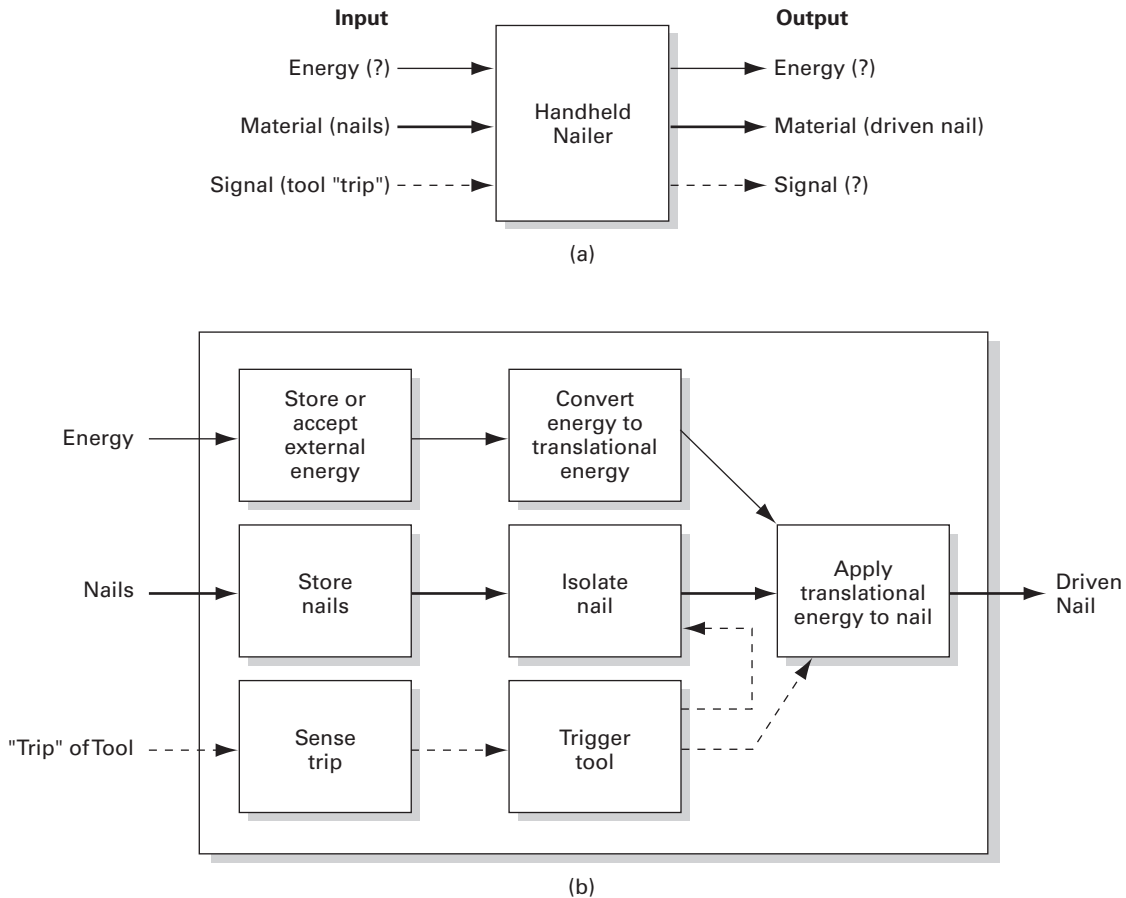 Input
Output
Energy (?)
Energy (?)
Material (nails)
Handheld
Nailer
Material (driven nail)
Signal (tool "trip")
Signal (?)
(a)
Energy
Store or
accept
external
energy
Convert
energy to
translational
energy
Nails
Store
nails
Isolate
nail
Apply
translational
energy to nail
Driven
Nail
"Trip" of Tool
Sense
trip
Trigger
tool
(b)